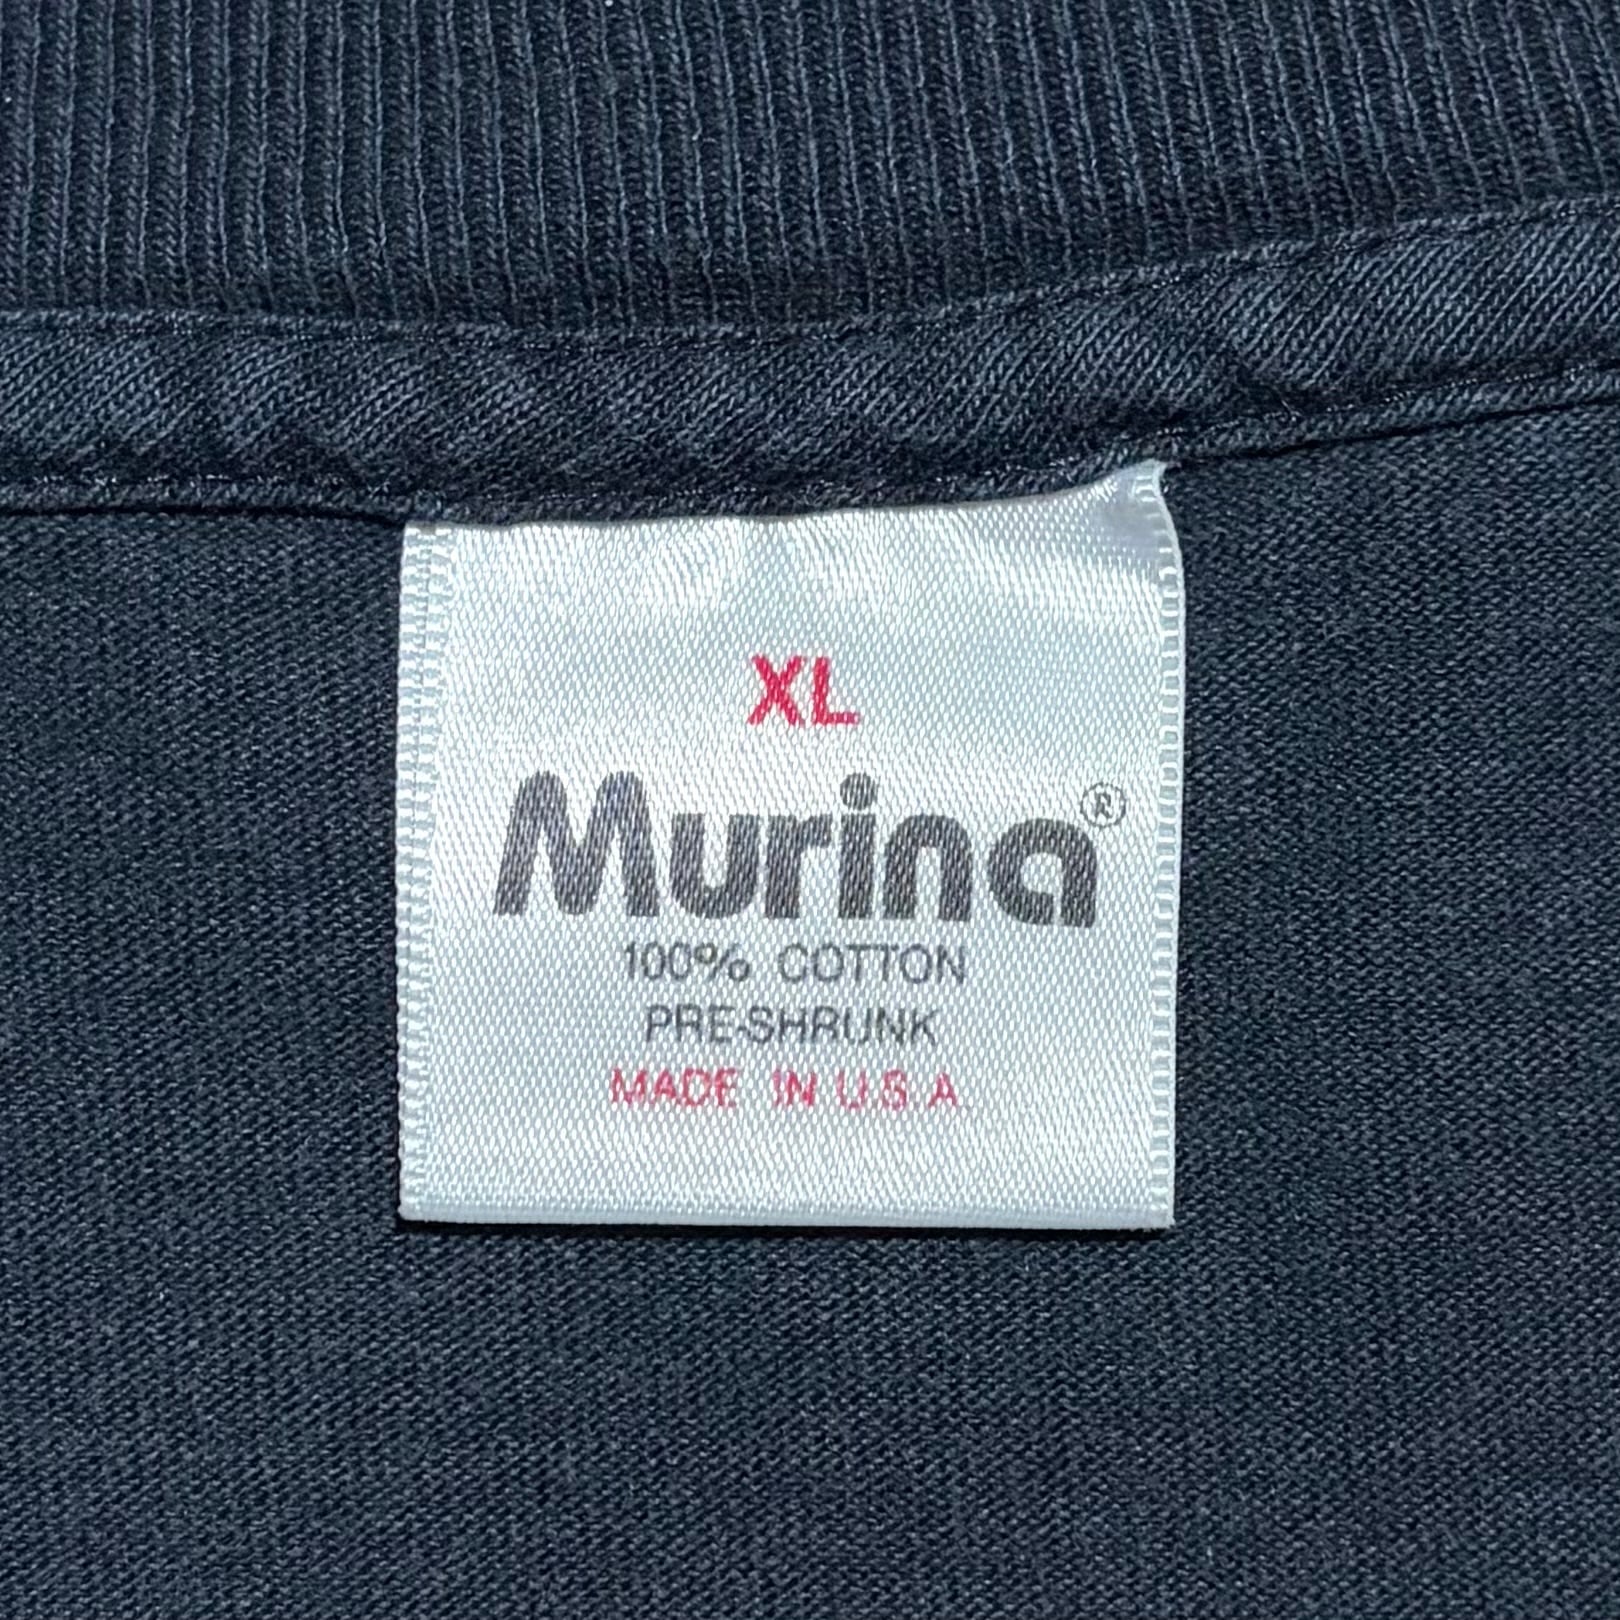 XL
Murina®
100% COTTON
PRE-SHRUNK
MADE IN U.S.A.